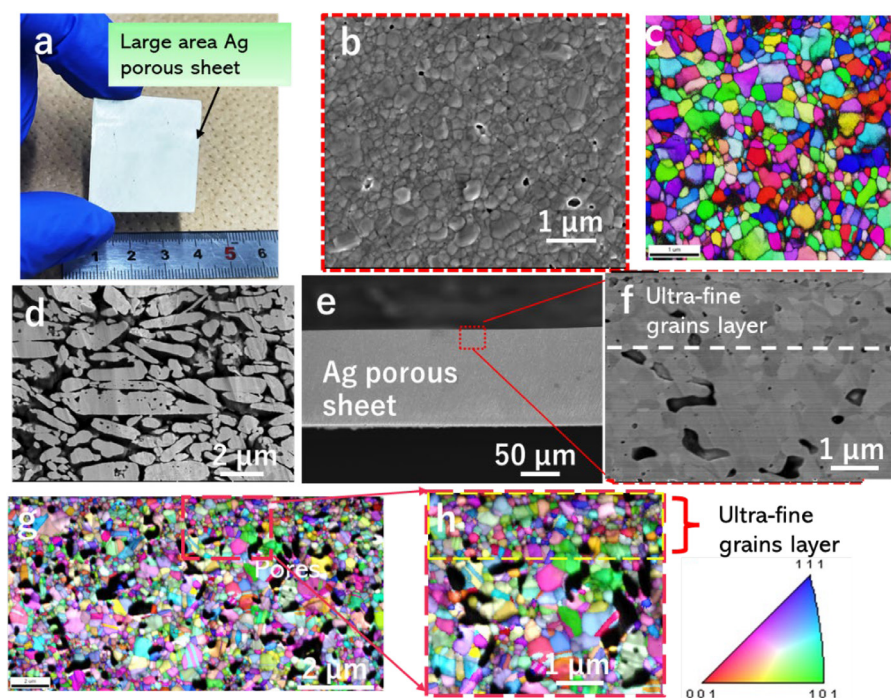 a
Large area Ag
porous sheet
1 2 3 4 5 6
b
1 μm
c
1 μm
d
2 μm
e
Ag porous
sheet
50 μm
f
Ultra-fine
grains layer
1 μm
g
Pores
2 μm
2 μm
h
1 μm
Ultra-fine
grains layer
1 1 1
0 0 1
1 0 1